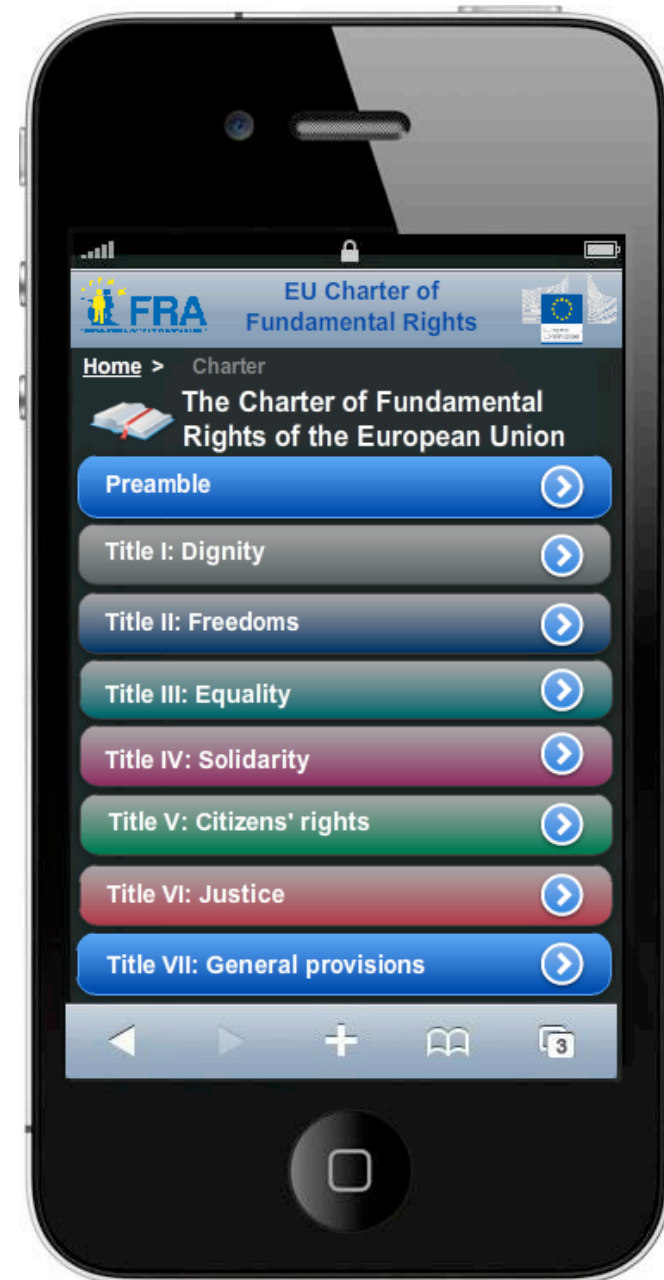 FRA
EU Charter of
Fundamental Rights
Home > Charter
The Charter of Fundamental
Rights of the European Union
Preamble
Title I: Dignity
Title II: Freedoms
Title III: Equality
Title IV: Solidarity
Title V: Citizens' rights
Title VI: Justice
Title VII: General provisions
3